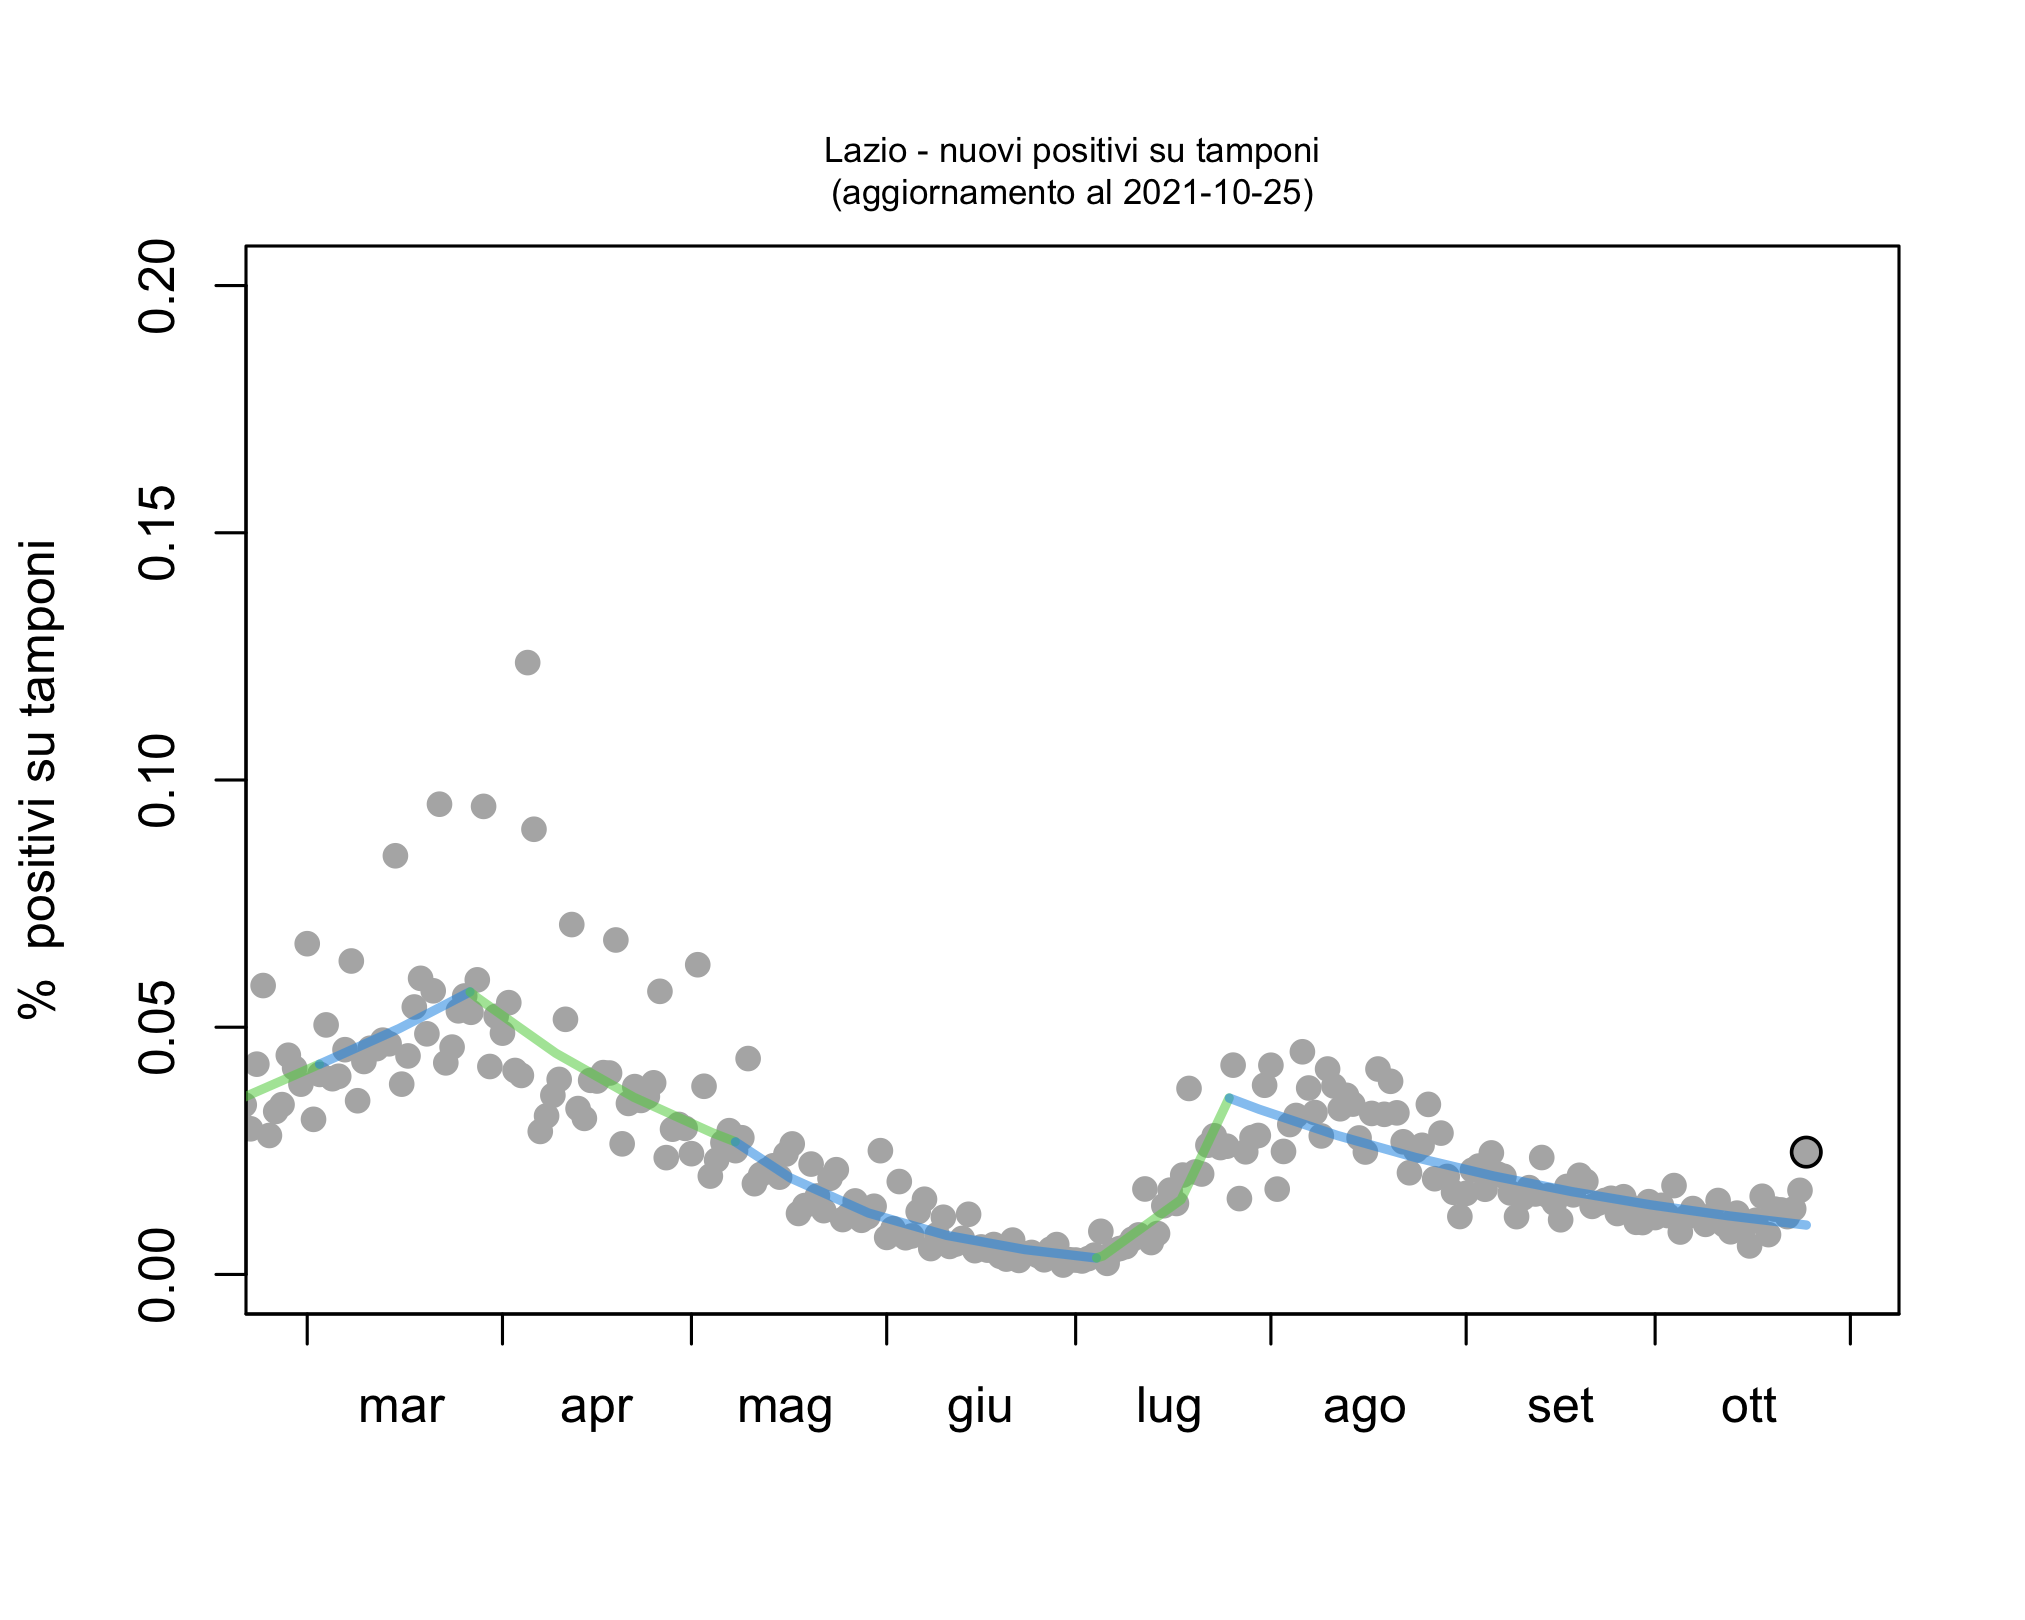 Lazio - nuovi positivi su tamponi
(aggiornamento al 2021-10-25)
% positivi su tamponi
0.20
0.15
0.10
0.05
0.00
mar apr mag giu lug ago set ott